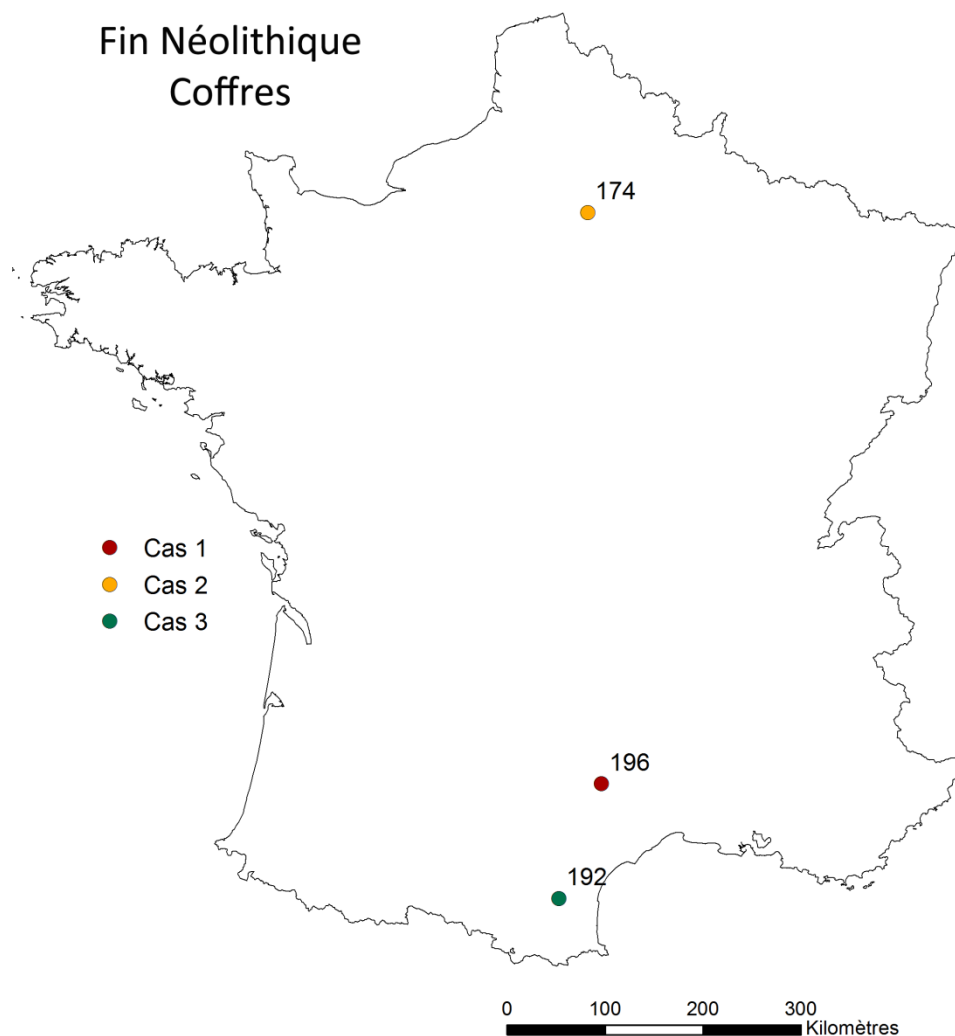 Fin Néolithique
Coffres
174
Cas 1
Cas 2
Cas 3
196
192
0 100 200 300
Kilomètres